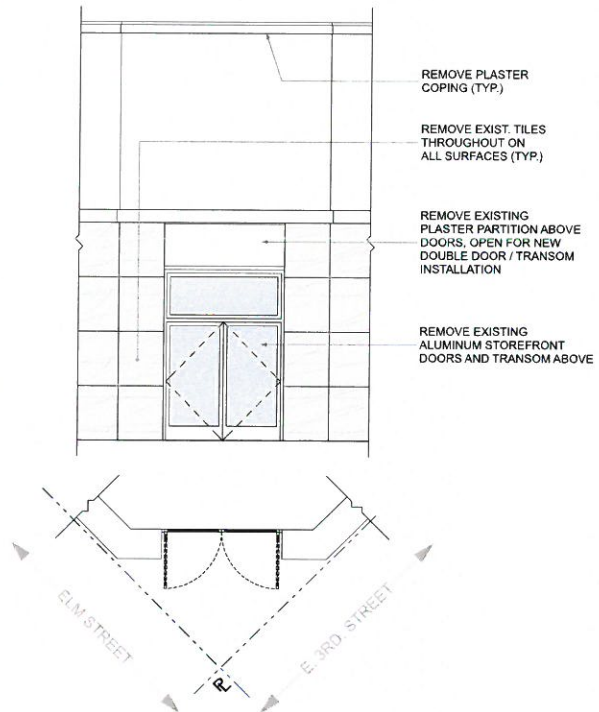 REMOVE PLASTER
COPING (TYP.)
REMOVE EXIST. TILES
THROUGHOUT ON
ALL SURFACES (TYP.)
REMOVE EXISTING
PLASTER PARTITION ABOVE
DOORS, OPEN FOR NEW
DOUBLE DOOR / TRANSOM
INSTALLATION
REMOVE EXISTING
ALUMINUM STOREFRONT
DOORS AND TRANSOM ABOVE
ELM STREET
E. 3RD. STREET
PL